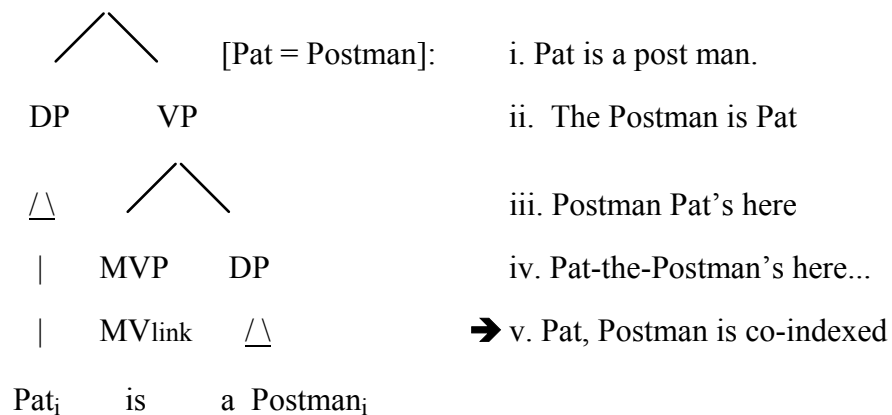 [Pat = Postman]: i. Pat is a post man.
DP VP ii. The Postman is Pat
/ \ iii. Postman Pat’s here
| MVP DP iv. Pat-the-Postman’s here...
| MVlink / \ ➔ v. Pat, Postman is co-indexed
Pati is a Postmani